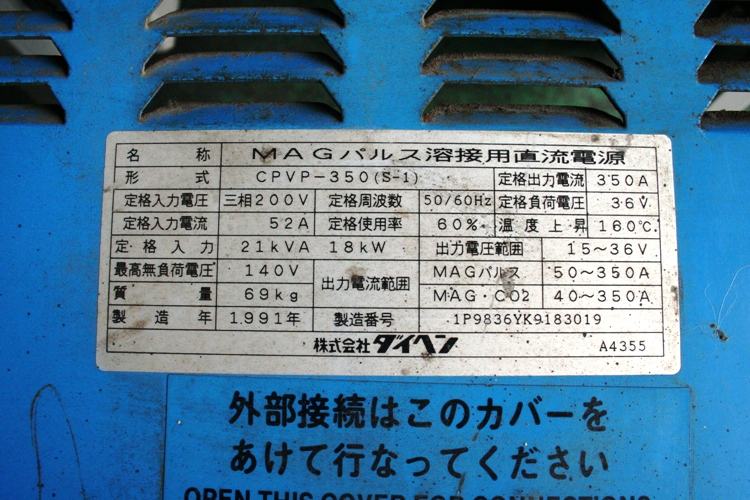 名称 MAGパルス溶接用直流電源
形式 CPVP-350(S-1) 定格出力電流 350A
定格入力電圧 三相200V 定格周波数 50/60Hz 定格負荷電圧 36V
定格入力電流 52A 定格使用率 60% 温度上昇 160℃
定格入力 21kVA 18kW 出力電圧範囲 15~36V
最高無負荷電圧 140V 出力電流範囲 MAGパルス 50~350A
質量 69kg MAG・CO2 40~350A
製造年 1991年 製造番号 1P9836YK9183019
株式会社ダイヘン A4355
外部接続はこのカバーを
あけて行なってください
OPEN THIS COVER FOR CONNECTIONS